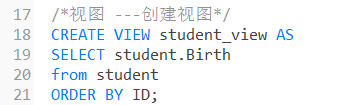 17 /*视图 ---创建视图*/
18 CREATE VIEW student_view AS
19 SELECT student.Birth
20 from student
21 ORDER BY ID;